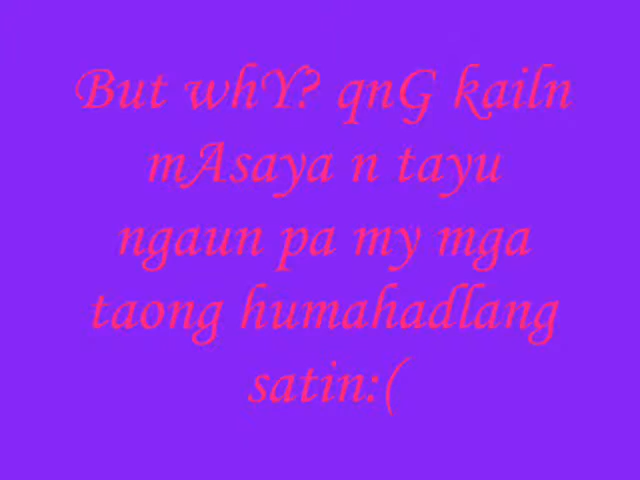 But whY? qnG kailn
mAsaya n tayu
ngaun pa my mga
taong humahadlang
satin:(